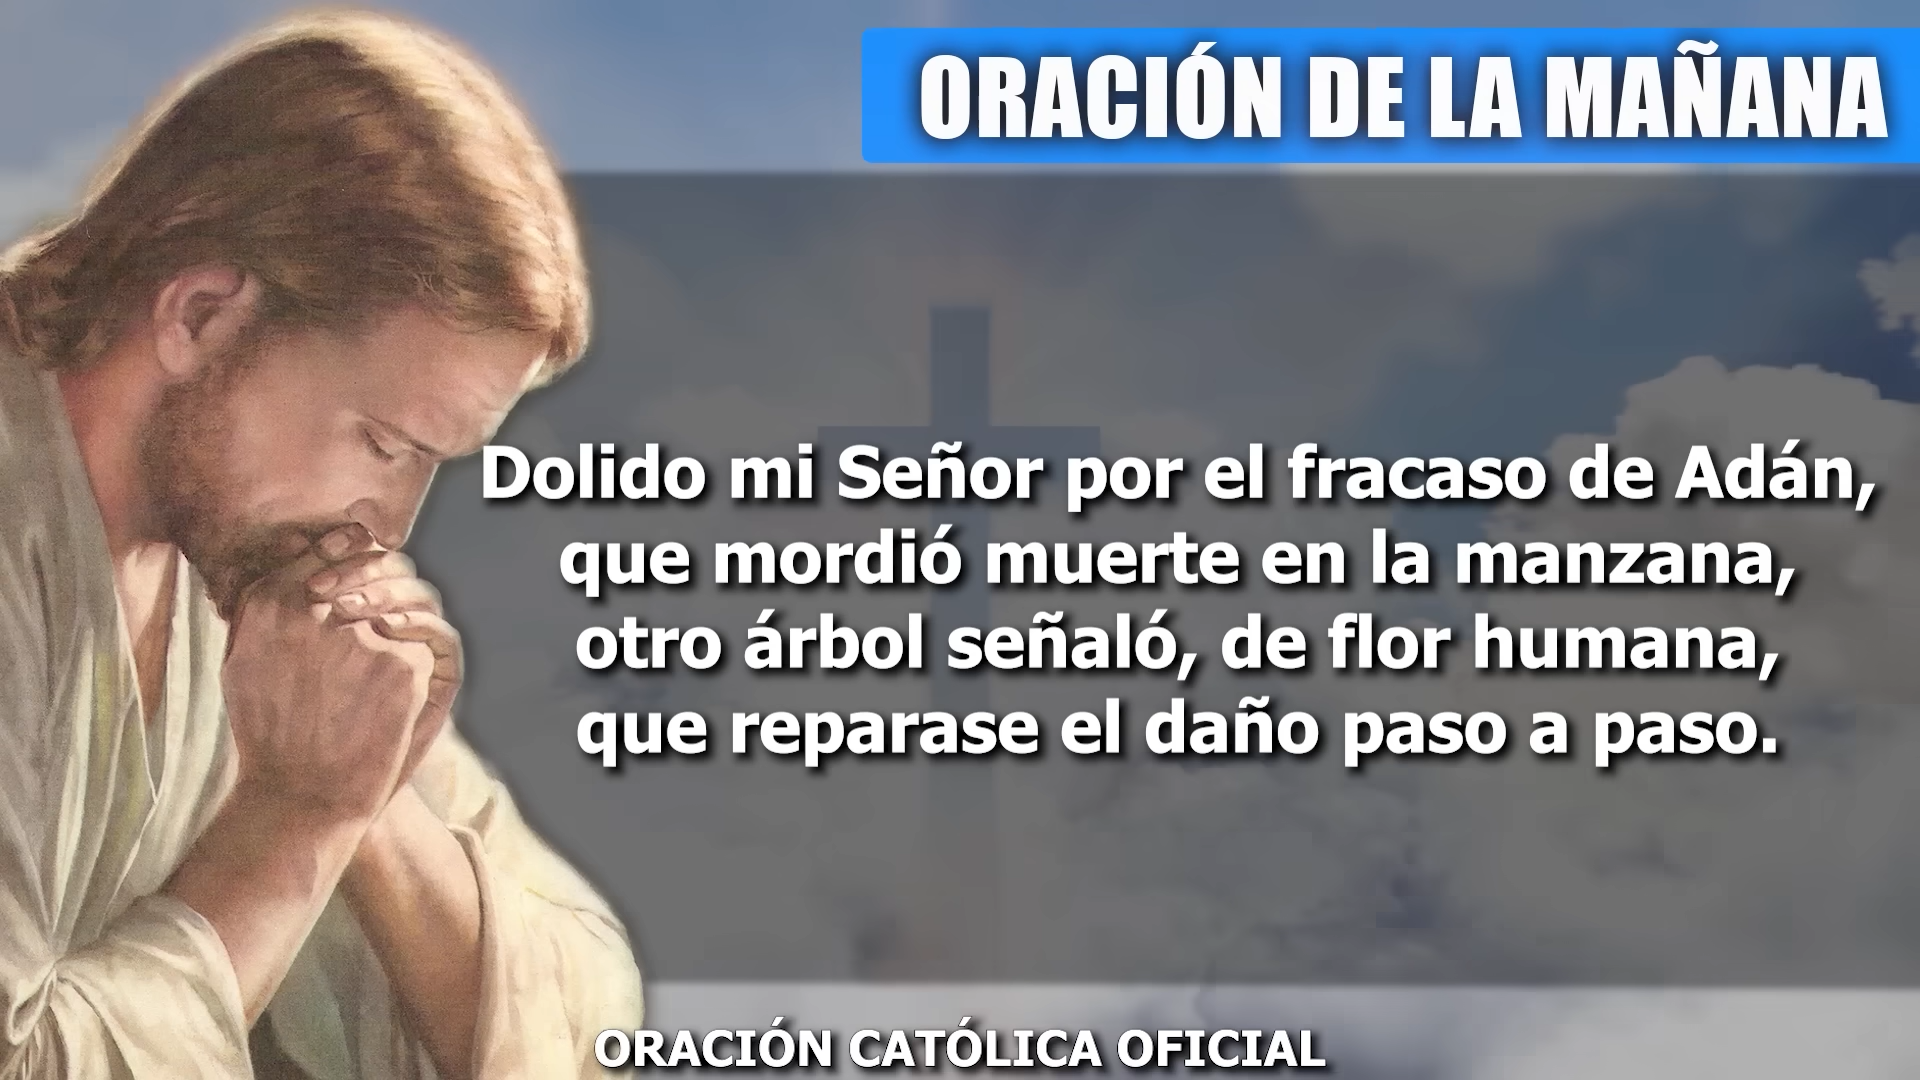 ORACIÓN DE LA MAÑANA
Dolido mi Señor por el fracaso de Adán,
que mordió muerte en la manzana,
otro árbol señaló, de flor humana,
que reparase el daño paso a paso.
ORACIÓN CATÓLICA OFICIAL